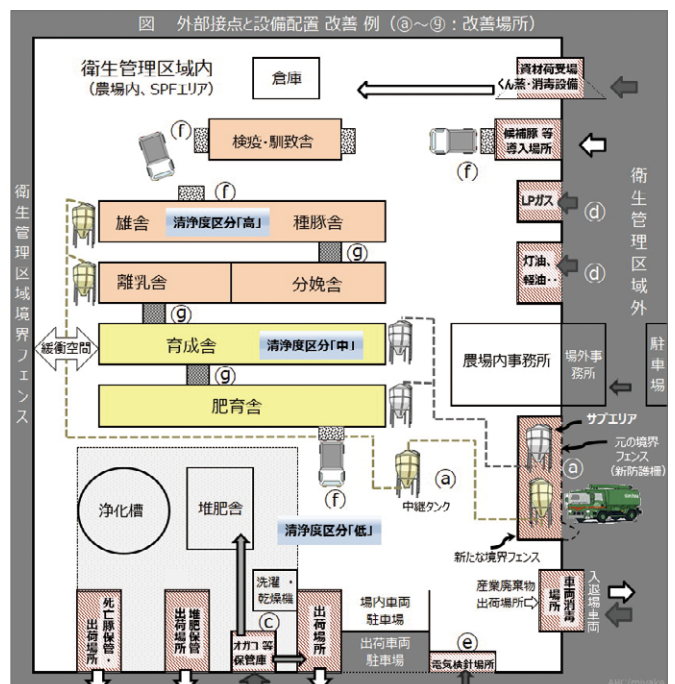 図 外部接点と設備配置 改善 例(ⓐ～ⓖ:改善場所)
衛生管理区域内
(農場内、SPFエリア)
倉庫
資材荷受場
くん蒸・消毒設備
ⓕ
検疫・馴致舎
候補豚 等
導入場所
ⓕ
ⓕ
雄舎
清浄度区分「高」
種豚舎
LPガス
ⓓ
ⓖ
離乳舎
分娩舎
灯油、
軽油‥
ⓓ
ⓖ
緩衝空間
育成舎
清浄度区分「中」
農場内事務所
場外事
務所
駐車場
ⓖ
肥育舎
サブエリア
元の境界
フェンス
(新防護柵)
ⓐ
ⓐ
中継タンク
ⓕ
浄化槽
堆肥舎
清浄度区分「低」
新たな境界フェンス
洗濯・
乾燥機
ⓒ
死亡豚保管・
出荷場所
堆肥保管
出荷場所
オガコ 等
保管庫
出荷場所
場内車両
駐車場
出荷車両
駐車場
産業廃棄物
出荷場所
車両消毒
場所
入退場車両
ⓔ
電気検針場所
衛生管理区域境界フェンス
衛生管理区域外